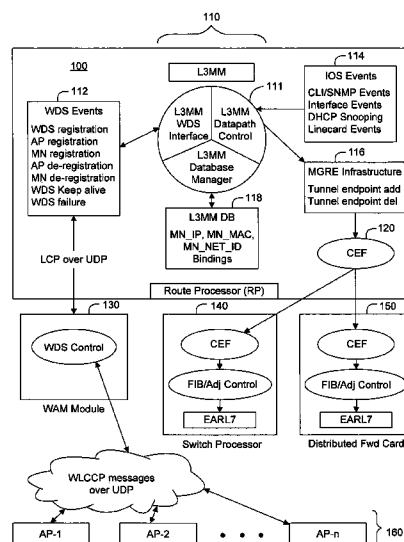 110
100
L3MM
114
IOS Events
CLI/SNMP Events
Interface Events
DHCP Snooping
Linecard Events
112
WDS Events
WDS registration
AP registration
MN registration
AP de-registration
MN de-registration
WDS Keep alive
WDS failure
111
L3MM
WDS
Interface
L3MM
Datapath
Control
L3MM
Database
Manager
116
MGRE Infrastructure
Tunnel endpoint add
Tunnel endpoint del
118
L3MM DB
MN_IP, MN_MAC,
MN_NET_ID
Bindings
120
CEF
LCP over UDP
Route Processor (RP)
130
WDS Control
WAM Module
140
CEF
FIB/Adj Control
EARL7
Switch Processor
150
CEF
FIB/Adj Control
EARL7
Distributed Fwd Card
WLCCP messages
over UDP
AP-1
AP-2
AP-n
160